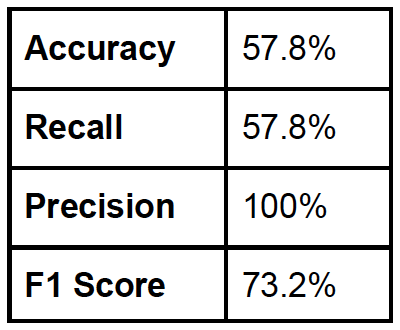 Accuracy 57.8%
Recall 57.8%
Precision 100%
F1 Score 73.2%